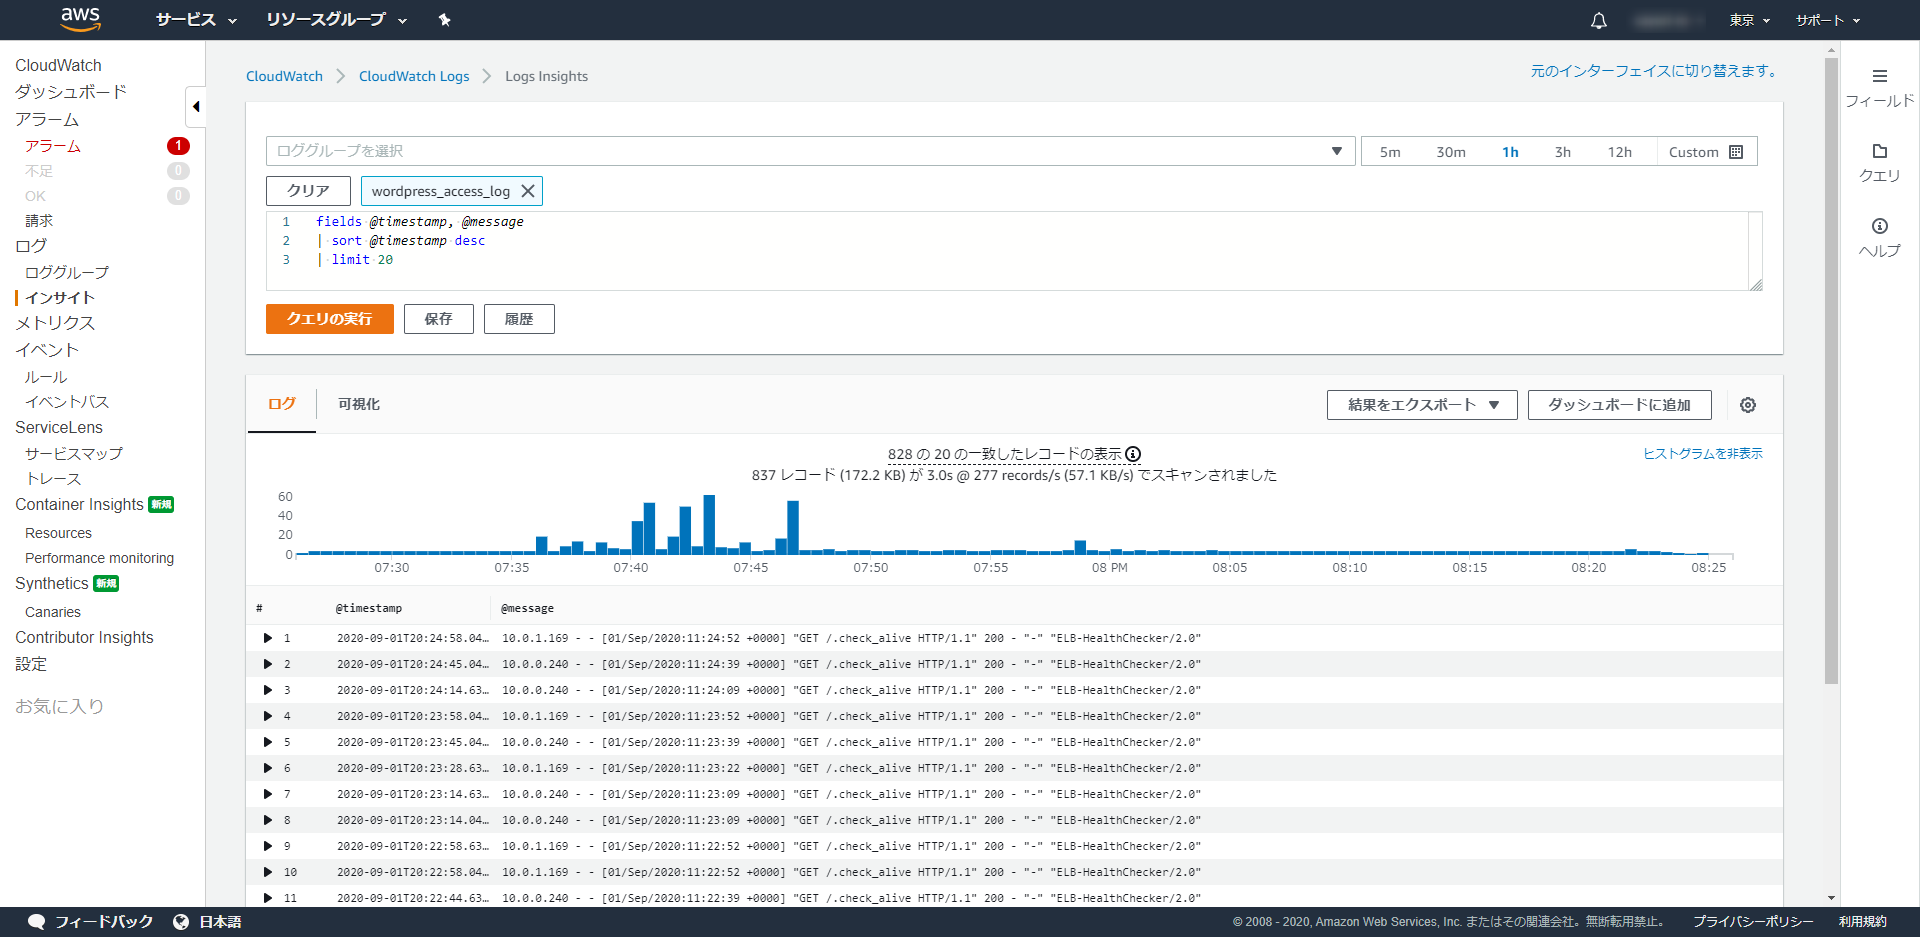 aws サービス リソースグループ 東京 サポート
CloudWatch
ダッシュボード
アラーム
アラーム 1
不足 0
OK 0
請求
ログ
ロググループ
インサイト
メトリクス
イベント
ルール
イベントバス
ServiceLens
サービスマップ
トレース
Container Insights 新規
Resources
Performance monitoring
Synthetics 新規
Canaries
Contributor Insights
設定
お気に入り
CloudWatch CloudWatch Logs Logs Insights
元のインターフェイスに切り替えます。
ロググループを選択
5m 30m 1h 3h 12h Custom
クリア wordpress_access_log
1 fields @timestamp, @message
2 | sort @timestamp desc
3 | limit 20
クエリの実行 保存 履歴
ログ 可視化 結果をエクスポート ダッシュボードに追加
828 の 20 の一致したレコードの表示
ヒストグラムを非表示
837 レコード (172.2 KB) が 3.0s @ 277 records/s (57.1 KB/s) でスキャンされました
60
40
20
0
07:30 07:35 07:40 07:45 07:50 07:55 08 PM 08:05 08:10 08:15 08:20 08:25
# @timestamp @message
1 2020-09-01T20:24:58.04... 10.0.1.169 - - [01/Sep/2020:11:24:52 +0000] "GET /.check_alive HTTP/1.1" 200 - "-" "ELB-HealthChecker/2.0"
2 2020-09-01T20:24:45.04... 10.0.0.240 - - [01/Sep/2020:11:24:39 +0000] "GET /.check_alive HTTP/1.1" 200 - "-" "ELB-HealthChecker/2.0"
3 2020-09-01T20:24:14.63... 10.0.0.240 - - [01/Sep/2020:11:24:09 +0000] "GET /.check_alive HTTP/1.1" 200 - "-" "ELB-HealthChecker/2.0"
4 2020-09-01T20:23:58.04... 10.0.1.169 - - [01/Sep/2020:11:23:52 +0000] "GET /.check_alive HTTP/1.1" 200 - "-" "ELB-HealthChecker/2.0"
5 2020-09-01T20:23:45.04... 10.0.0.240 - - [01/Sep/2020:11:23:39 +0000] "GET /.check_alive HTTP/1.1" 200 - "-" "ELB-HealthChecker/2.0"
6 2020-09-01T20:23:28.63... 10.0.1.169 - - [01/Sep/2020:11:23:22 +0000] "GET /.check_alive HTTP/1.1" 200 - "-" "ELB-HealthChecker/2.0"
7 2020-09-01T20:23:14.63... 10.0.0.240 - - [01/Sep/2020:11:23:09 +0000] "GET /.check_alive HTTP/1.1" 200 - "-" "ELB-HealthChecker/2.0"
8 2020-09-01T20:23:14.04... 10.0.0.240 - - [01/Sep/2020:11:23:09 +0000] "GET /.check_alive HTTP/1.1" 200 - "-" "ELB-HealthChecker/2.0"
9 2020-09-01T20:22:58.63... 10.0.1.169 - - [01/Sep/2020:11:22:52 +0000] "GET /.check_alive HTTP/1.1" 200 - "-" "ELB-HealthChecker/2.0"
10 2020-09-01T20:22:58.04... 10.0.1.169 - - [01/Sep/2020:11:22:52 +0000] "GET /.check_alive HTTP/1.1" 200 - "-" "ELB-HealthChecker/2.0"
11 2020-09-01T20:22:44.63... 10.0.0.240 - - [01/Sep/2020:11:22:39 +0000] "GET /.check_alive HTTP/1.1" 200 - "-" "ELB-HealthChecker/2.0"
フィールド
クエリ
ヘルプ
フィードバック 日本語 © 2008 - 2020, Amazon Web Services, Inc. またはその関連会社。無断転用禁止。 プライバシーポリシー 利用規約